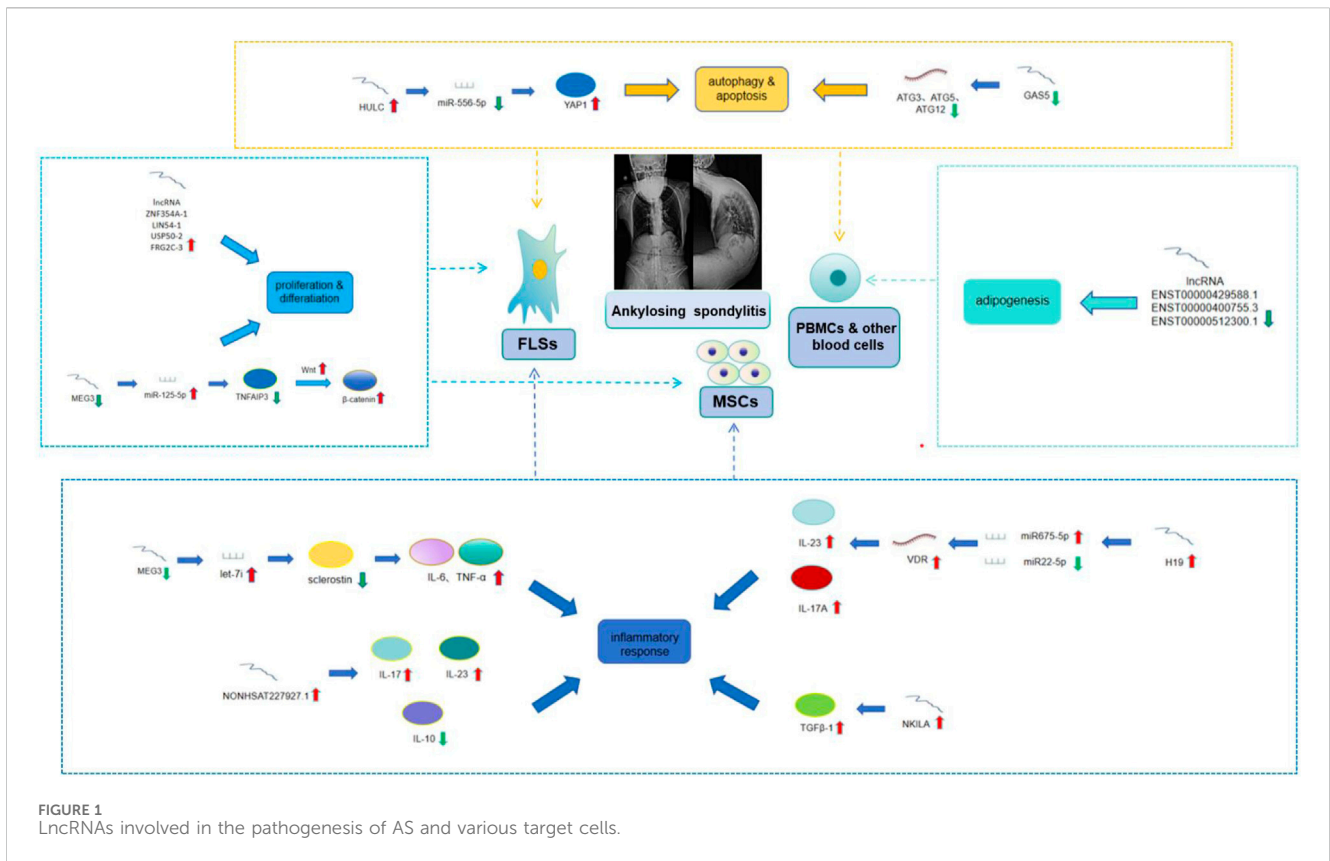 HULC
miR-556-5p
YAP1
autophagy &
apoptosis
ATG3、ATG5、
ATG12
GAS5
lncRNA
ZNF354A-1
LIN54-1
USP50-2
FRG2C-3
proliferation &
differatiation
MEG3
miR-125-5p
TNFAIP3
Wnt
β-catenin
FLSs
Ankylosing spondylitis
PBMCs & other
blood cells
MSCs
adipogenesis
lncRNA
ENST00000429588.1
ENST00000400755.3
ENST00000512300.1
MEG3
let-7i
sclerostin
IL-6、TNF-α
NONHSAT227927.1
IL-17
IL-23
IL-10
inflammatory
response
IL-23
IL-17A
VDR
miR675-5p
miR22-5p
H19
TGFβ-1
NKILA
FIGURE 1
LncRNAs involved in the pathogenesis of AS and various target cells.